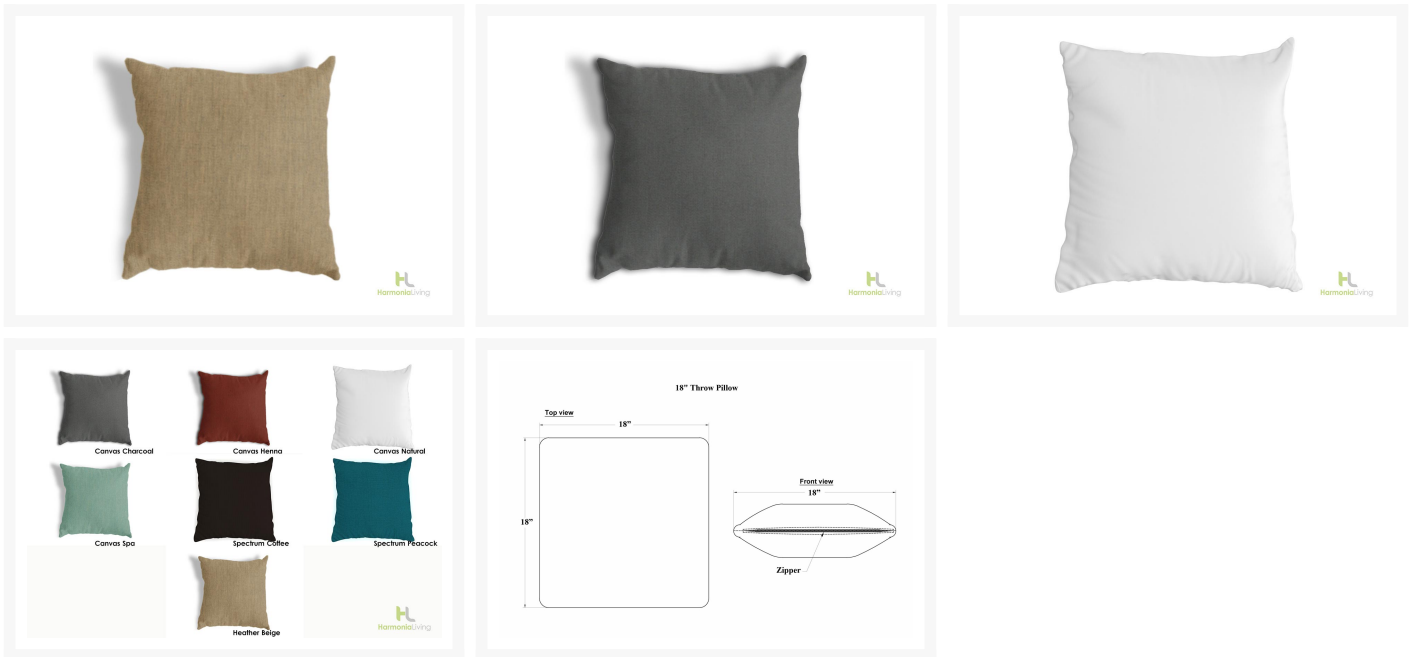 HarmoniaLiving
HarmoniaLiving
HarmoniaLiving
Canvas Charcoal
Canvas Henna
Canvas Natural
Canvas Spa
Spectrum Coffee
Spectrum Peacock
Heather Beige
HarmoniaLiving
18" Throw Pillow
Top view
18"
18"
Front view
18"
Zipper